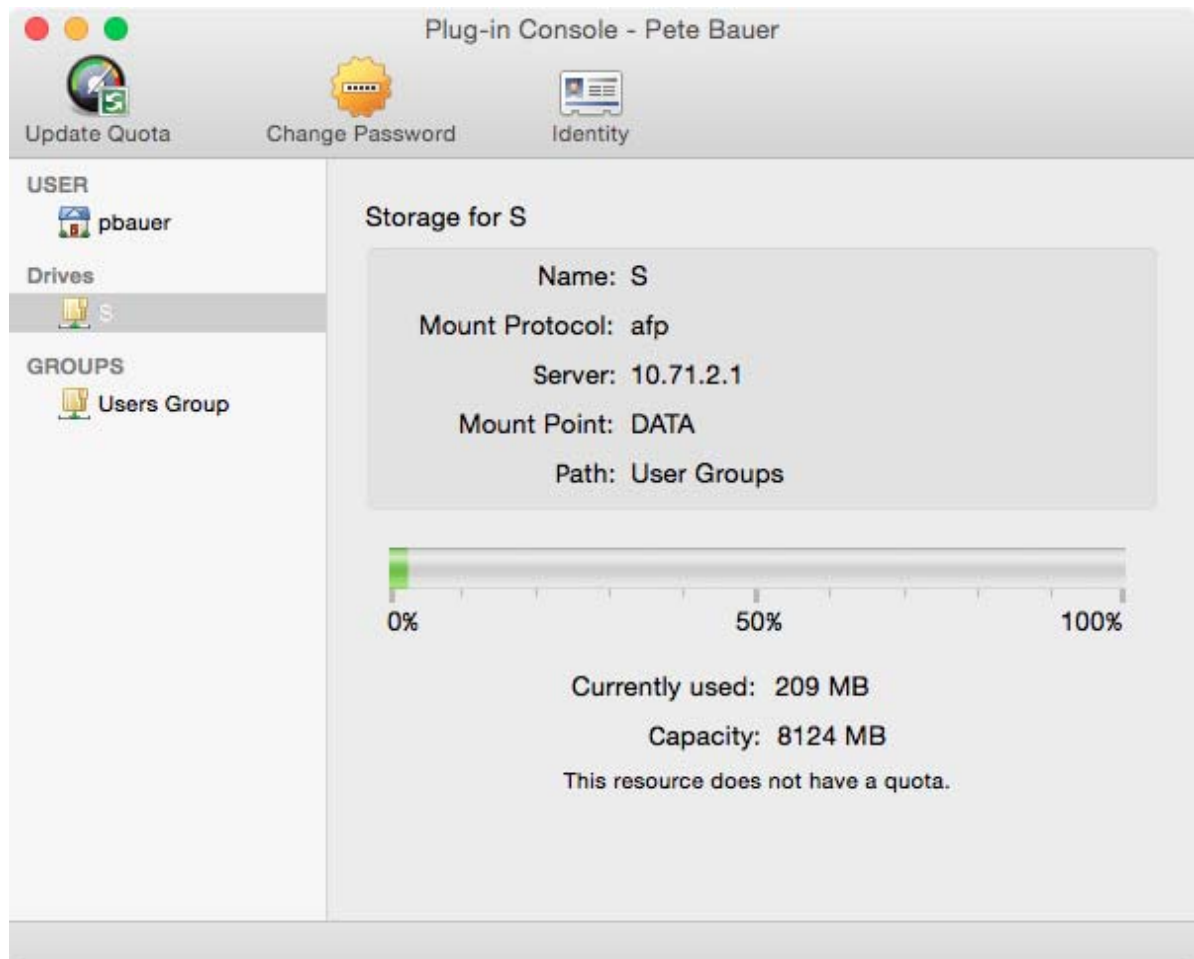 Plug-in Console - Pete Bauer
Update Quota
Change Password
Identity
USER
pbauer
Drives
S
GROUPS
Users Group
Storage for S
Name: S
Mount Protocol: afp
Server: 10.71.2.1
Mount Point: DATA
Path: User Groups
0% 50% 100%
Currently used: 209 MB
Capacity: 8124 MB
This resource does not have a quota.